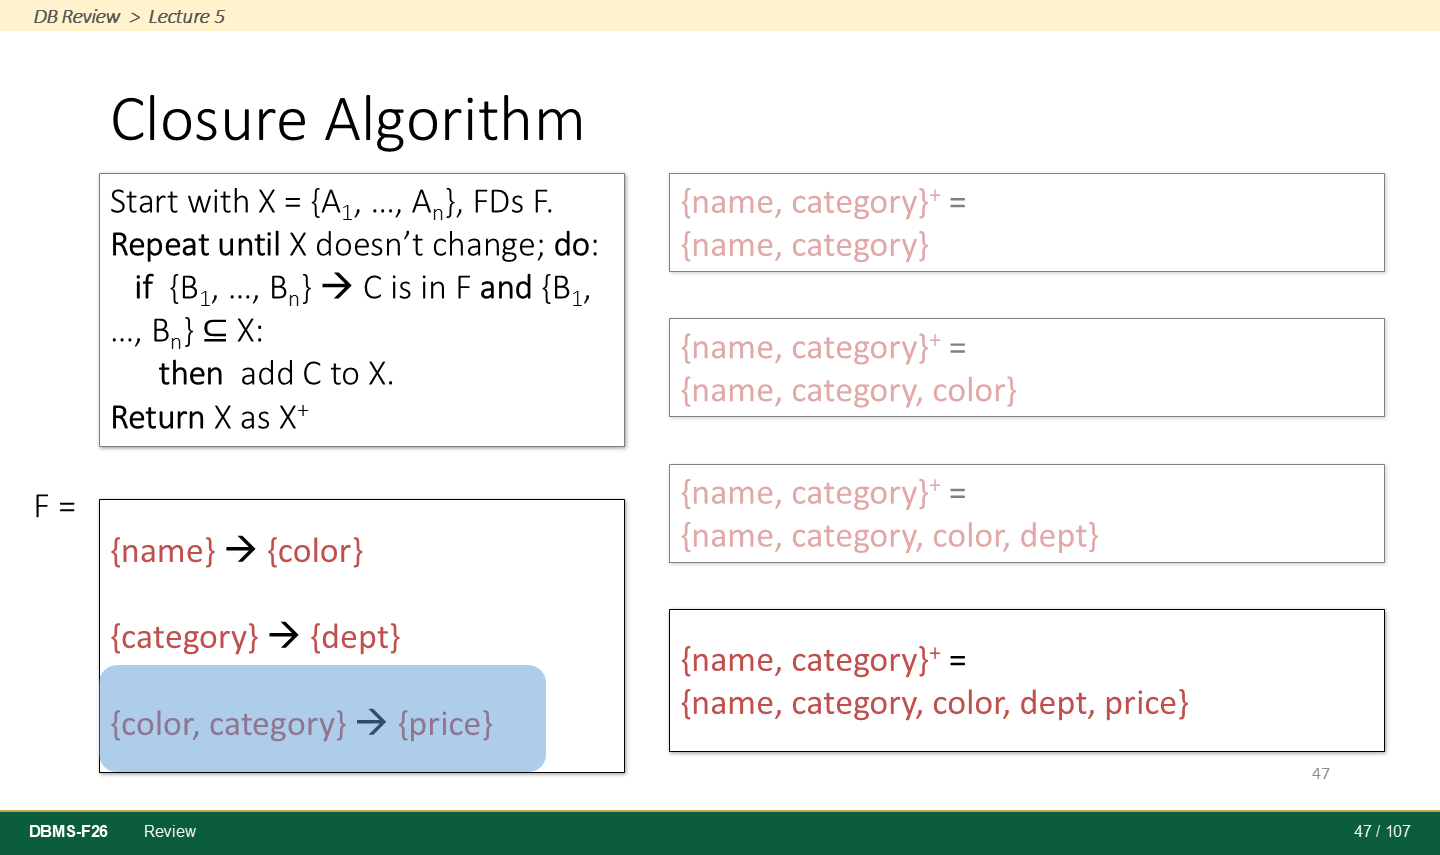 DB Review > Lecture 5
Closure Algorithm
Start with X = {A1, …, An}, FDs F.
Repeat until X doesn’t change; do:
if {B1, …, Bn} → C is in F and {B1,
…, Bn} ⊆ X:
then add C to X.
Return X as X+
F =
{name} → {color}
{category} → {dept}
{color, category} → {price}
{name, category}+ =
{name, category}
{name, category}+ =
{name, category, color}
{name, category}+ =
{name, category, color, dept}
{name, category}+ =
{name, category, color, dept, price}
47
DBMS-F26 Review 47 / 107